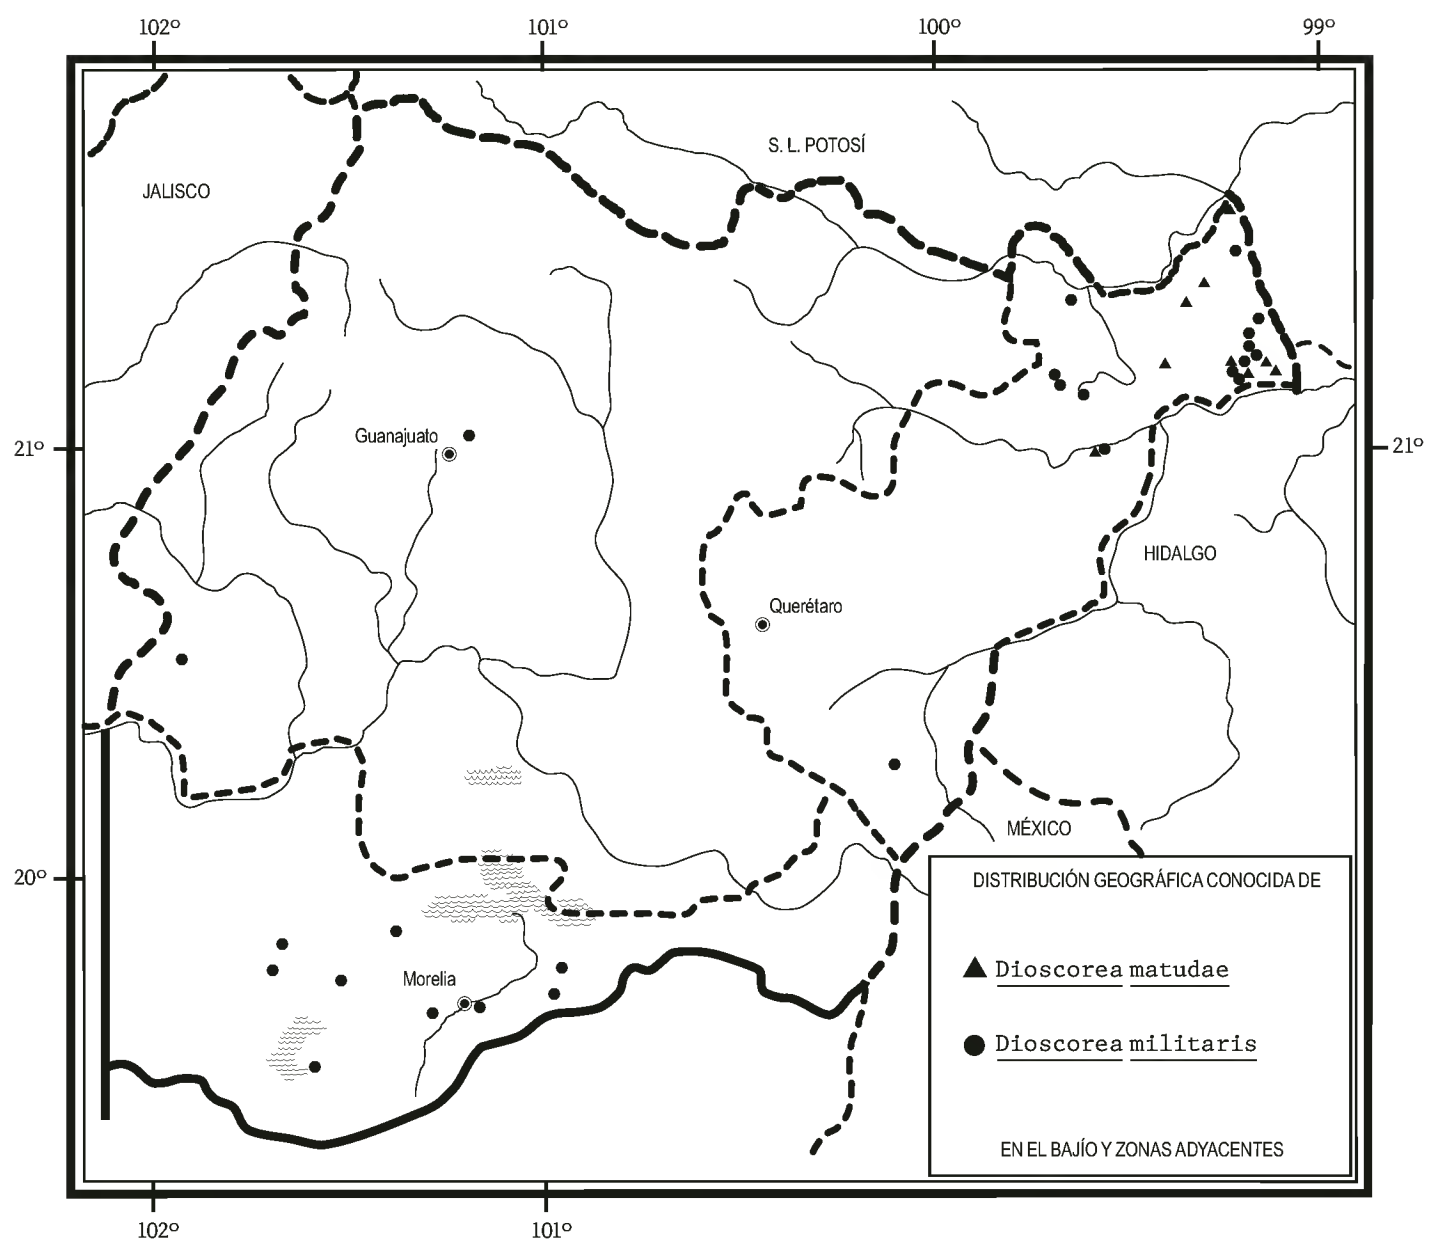 102º 101º 100º 99º
S. L. POTOSÍ
JALISCO
Guanajuato
21º
21º
HIDALGO
Querétaro
MÉXICO
20º
DISTRIBUCIÓN GEOGRÁFICA CONOCIDA DE
Dioscorea matudae
Morelia
Dioscorea militaris
EN EL BAJÍO Y ZONAS ADYACENTES
102º 101º